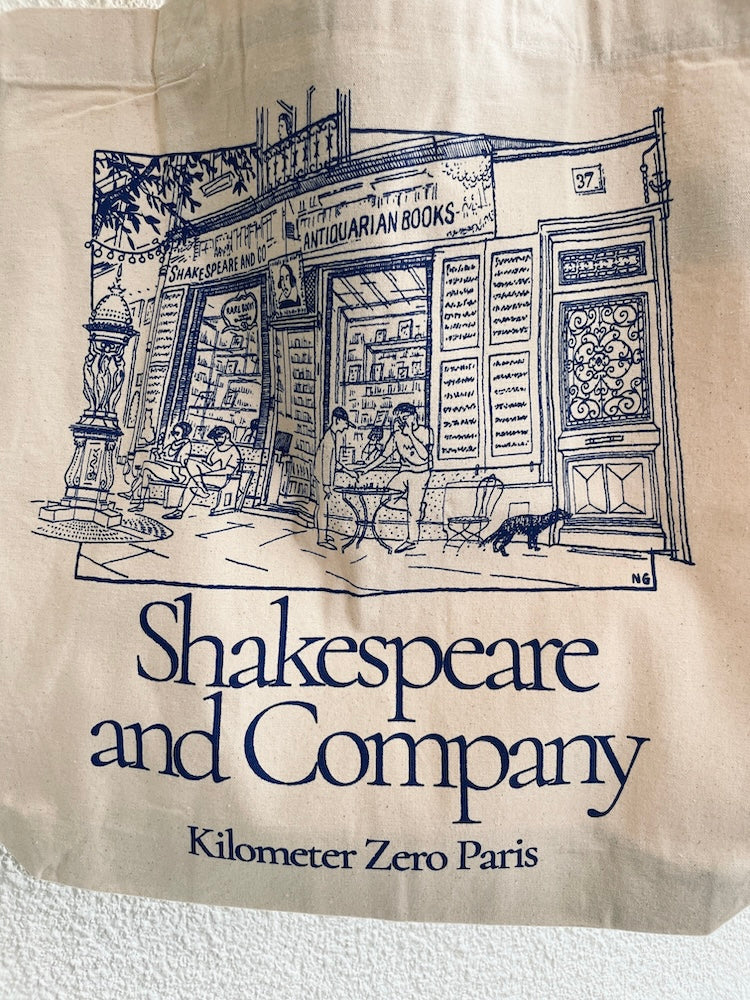 37.
ANTIQUARIAN BOOKS
SHAKESPEARE AND CO
NG
Shakespeare
and Company
Kilometer Zero Paris